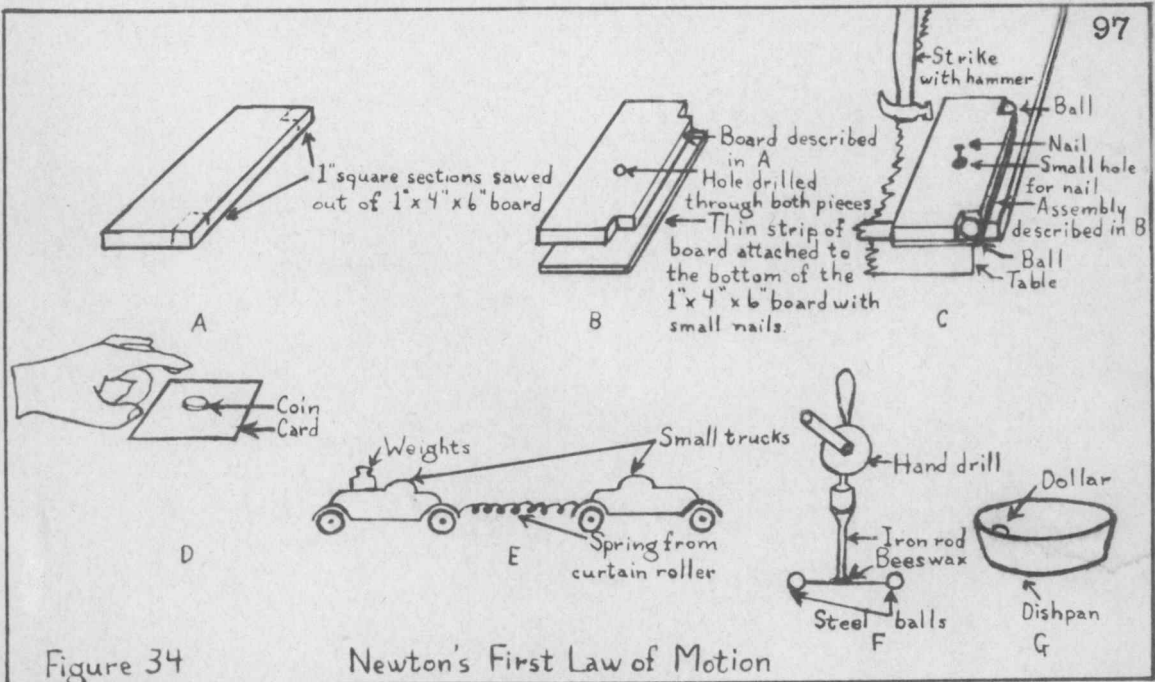 97
1" square sections sawed
out of 1"x 4"x 6" board
A
Board described
in A
Hole drilled
through both pieces
Thin strip of
board attached to
the bottom of the
1"x 4"x 6" board with
small nails.
B
Strike
with hammer
Ball
Nail
Small hole
for nail
Assembly
described in B
Ball
Table
C
Coin
Card
D
Weights
Small trucks
Spring from
curtain roller
E
Hand drill
Iron rod
Beeswax
Steel balls
F
Dollar
Dishpan
G
Figure 34
Newton's First Law of Motion